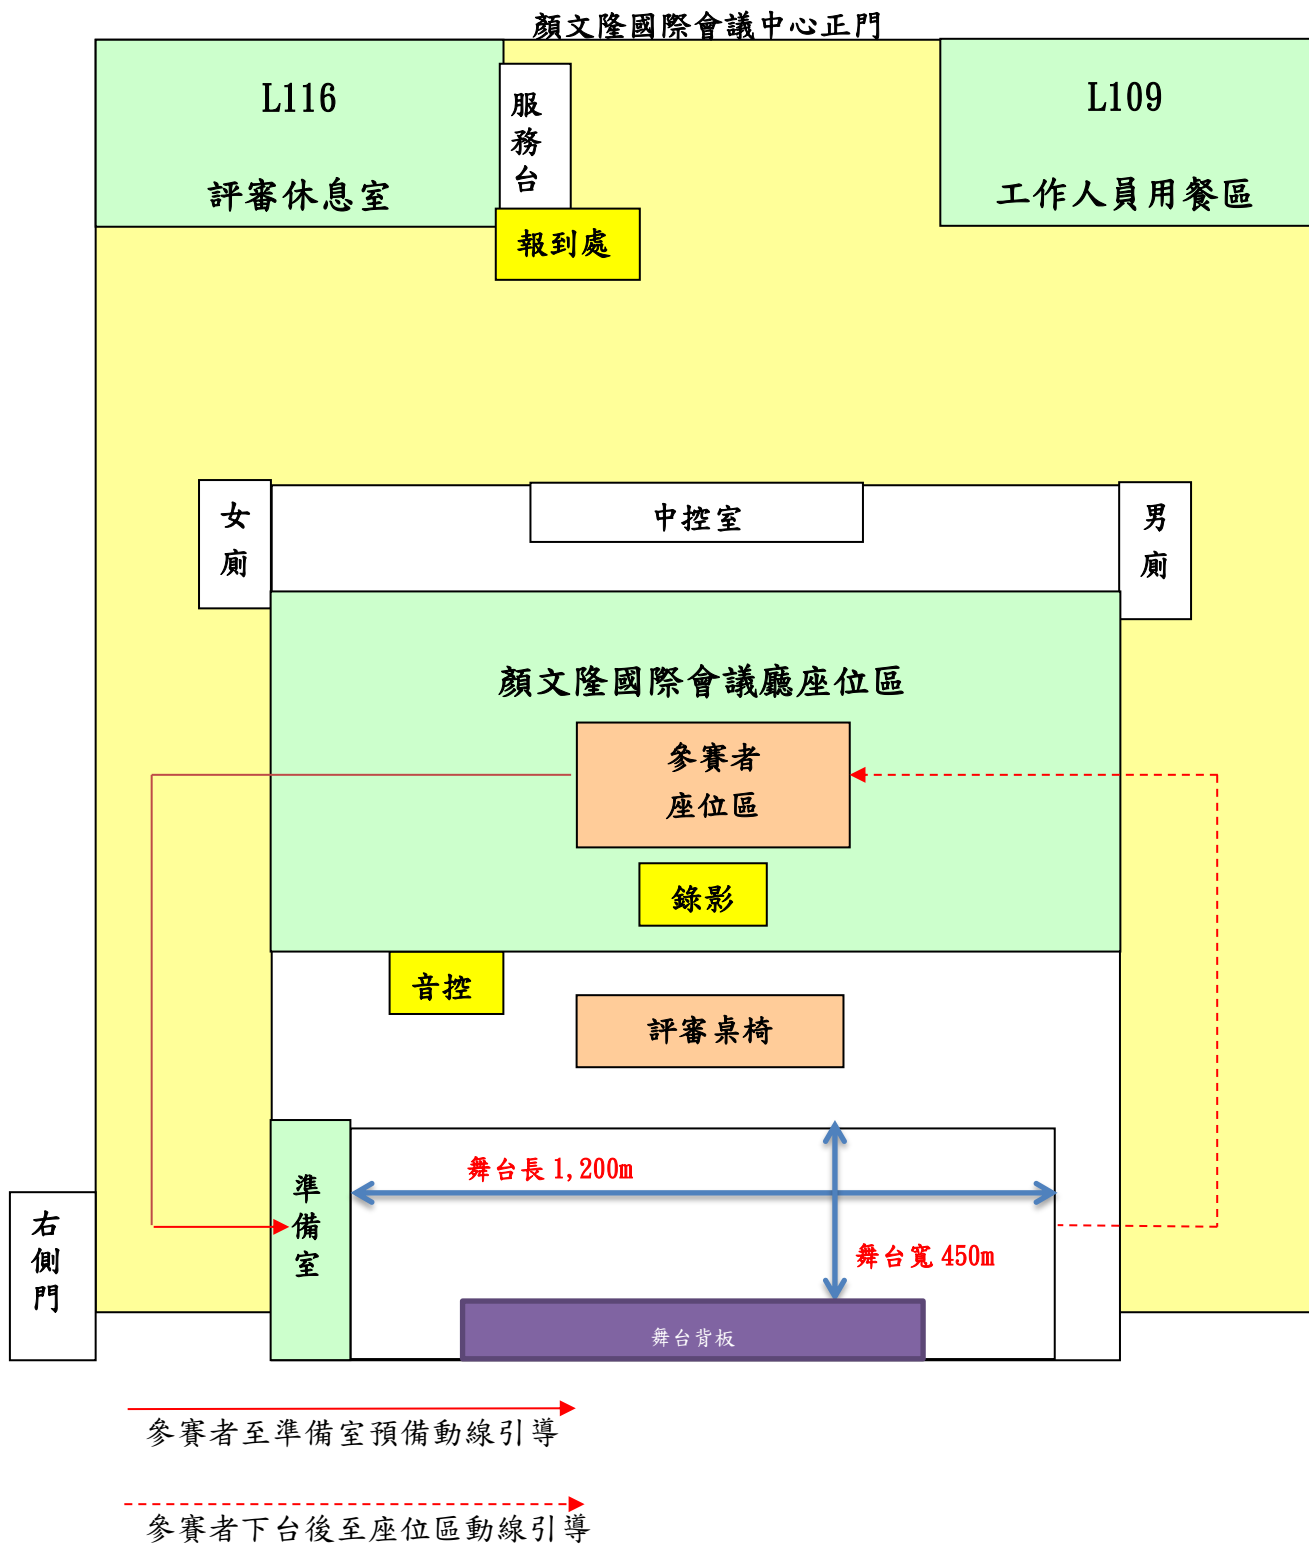 顏文隆國際會議中心正門
L116
評審休息室
服務台
報到處
L109
工作人員用餐區
女廁
中控室
男廁
顏文隆國際會議廳座位區
參賽者
座位區
錄影
音控
評審桌椅
準備室
舞台長 1,200m
舞台寬 450m
右側門
舞台背板
參賽者至準備室預備動線引導
參賽者下台後至座位區動線引導